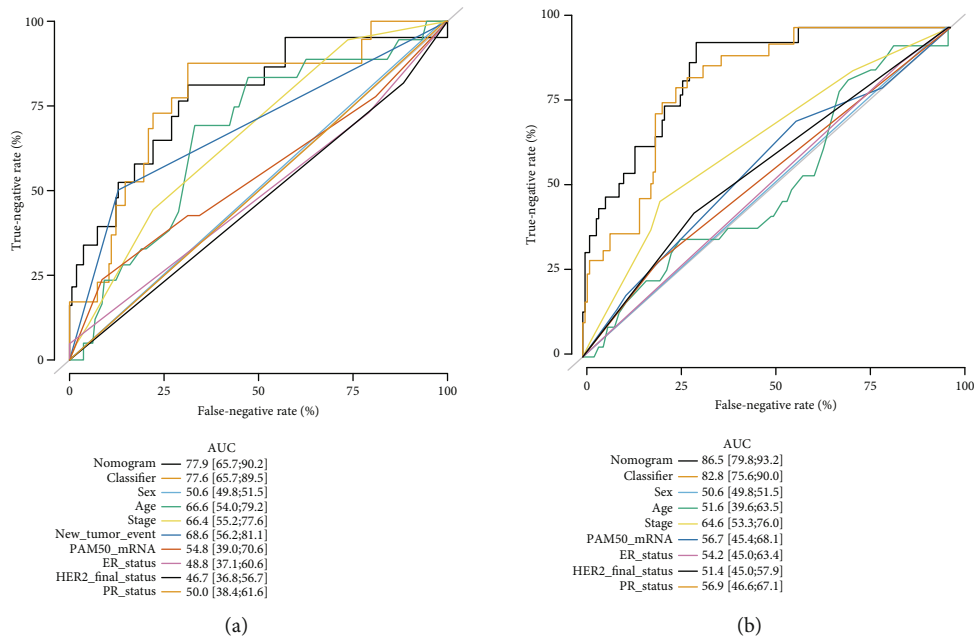 100
75
50
25
0
True-negative rate (%)
0 25 50 75 100
False-negative rate (%)
AUC
Nomogram 77.9 [65.7;90.2]
Classifier 77.6 [65.7;89.5]
Sex 50.6 [49.8;51.5]
Age 66.6 [54.0;79.2]
Stage 66.4 [55.2;77.6]
New_tumor_event 68.6 [56.2;81.1]
PAM50_mRNA 54.8 [39.0;70.6]
ER_status 48.8 [37.1;60.6]
HER2_final_status 46.7 [36.8;56.7]
PR_status 50.0 [38.4;61.6]
(a)
100
75
50
25
0
True-negative rate (%)
0 25 50 75 100
False-negative rate (%)
AUC
Nomogram 86.5 [79.8;93.2]
Classifier 82.8 [75.6;90.0]
Sex 50.6 [49.8;51.5]
Age 51.6 [39.6;63.5]
Stage 64.6 [53.3;76.0]
PAM50_mRNA 56.7 [45.4;68.1]
ER_status 54.2 [45.0;63.4]
HER2_final_status 51.4 [45.0;57.9]
PR_status 56.9 [46.6;67.1]
(b)